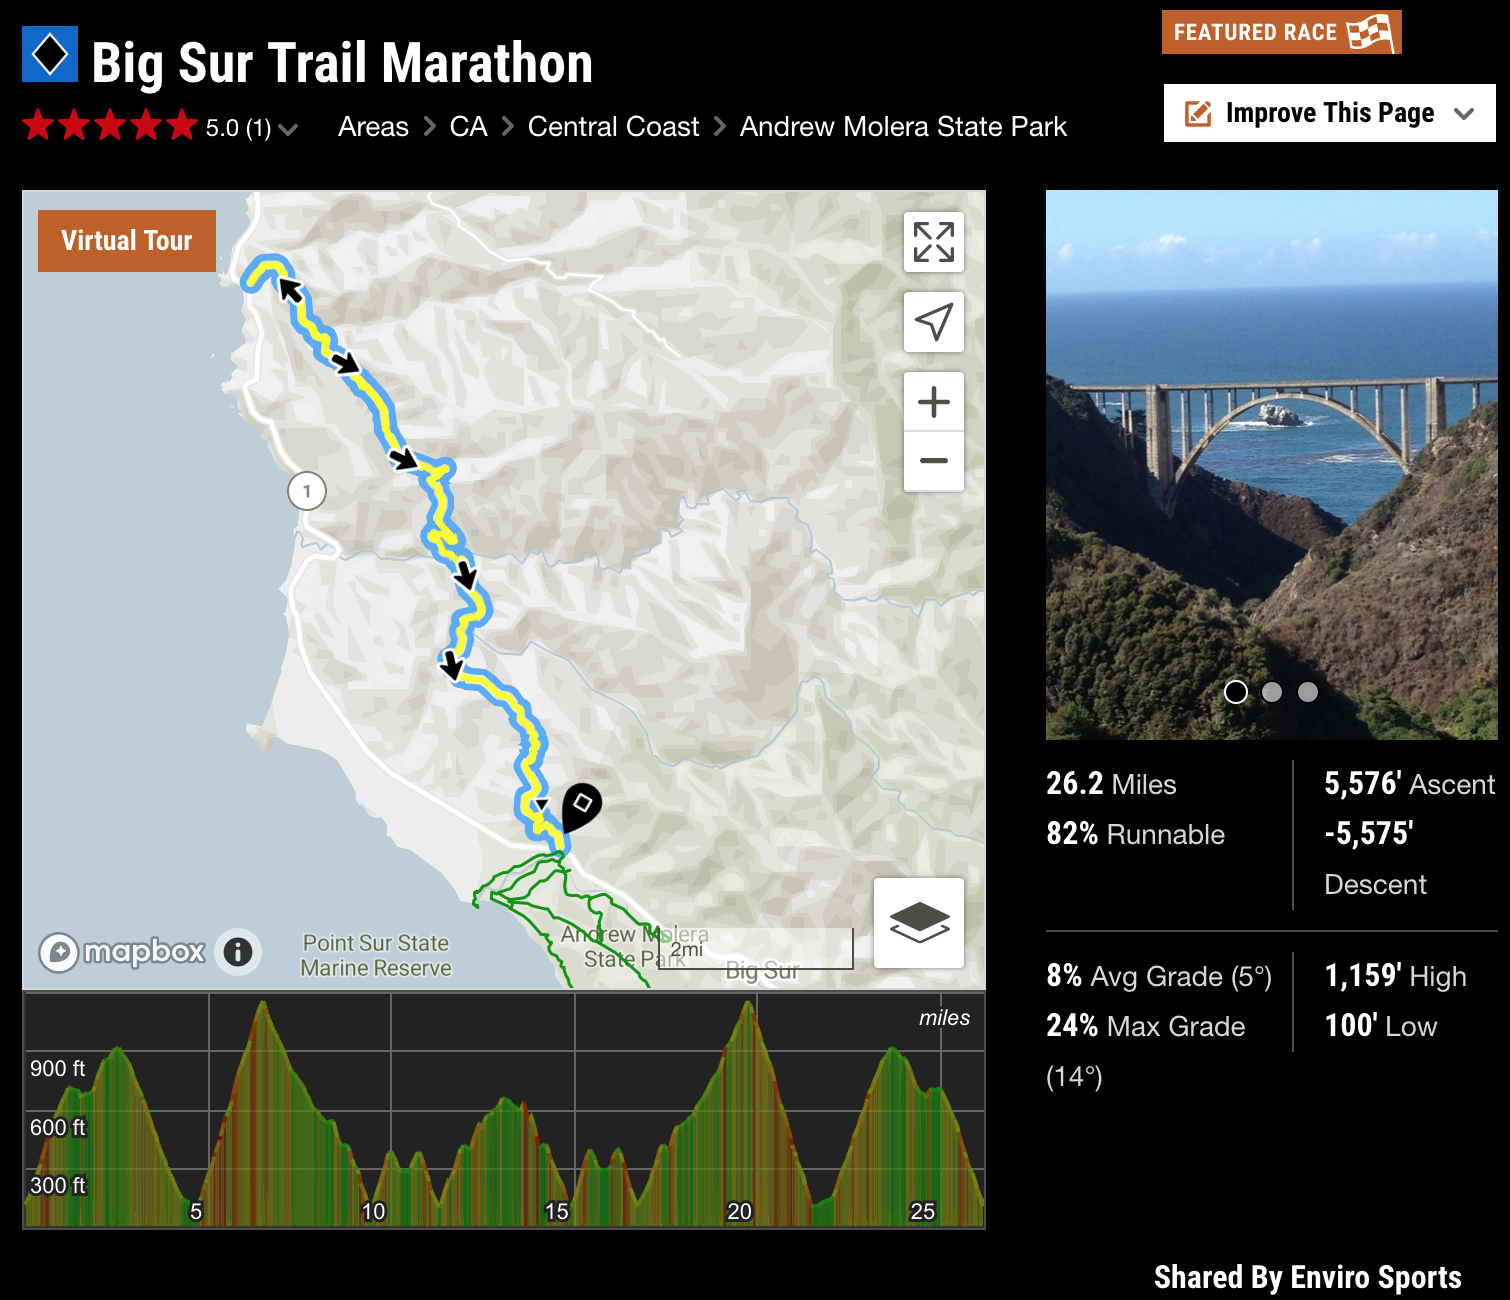 Big Sur Trail Marathon
FEATURED RACE
5.0 (1)
Areas > CA > Central Coast > Andrew Molera State Park
Improve This Page
Virtual Tour
1
Point Sur State
Marine Reserve
Andrew Molera
State Park
2mi
Big Sur
mapbox
miles
900 ft
600 ft
300 ft
5
10
15
20
25
26.2 Miles
82% Runnable
5,576' Ascent
-5,575'
Descent
8% Avg Grade (5°)
24% Max Grade
(14°)
1,159' High
100' Low
Shared By Enviro Sports